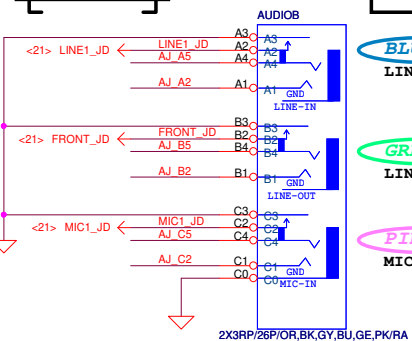 AUDIOB
A3 A3
<21> LINE1_JD LINE1_JD A2 A2
AJ_A5 A4 A4
BLU
LIN
AJ_A2 A1 A1
GND
LINE-IN
B3 B3
<21> FRONT_JD FRONT_JD B2 B2
AJ_B5 B4 B4
GRE
LIN
AJ_B2 B1 B1
GND
LINE-OUT
C3 C3
<21> MIC1_JD MIC1_JD C2 C2
AJ_C5 C4 C4
PIN
MIC
AJ_C2 C1 C1
GND
C0 C0 MIC-IN
2X3RP/26P/OR,BK,GY,BU,GE,PK/RA